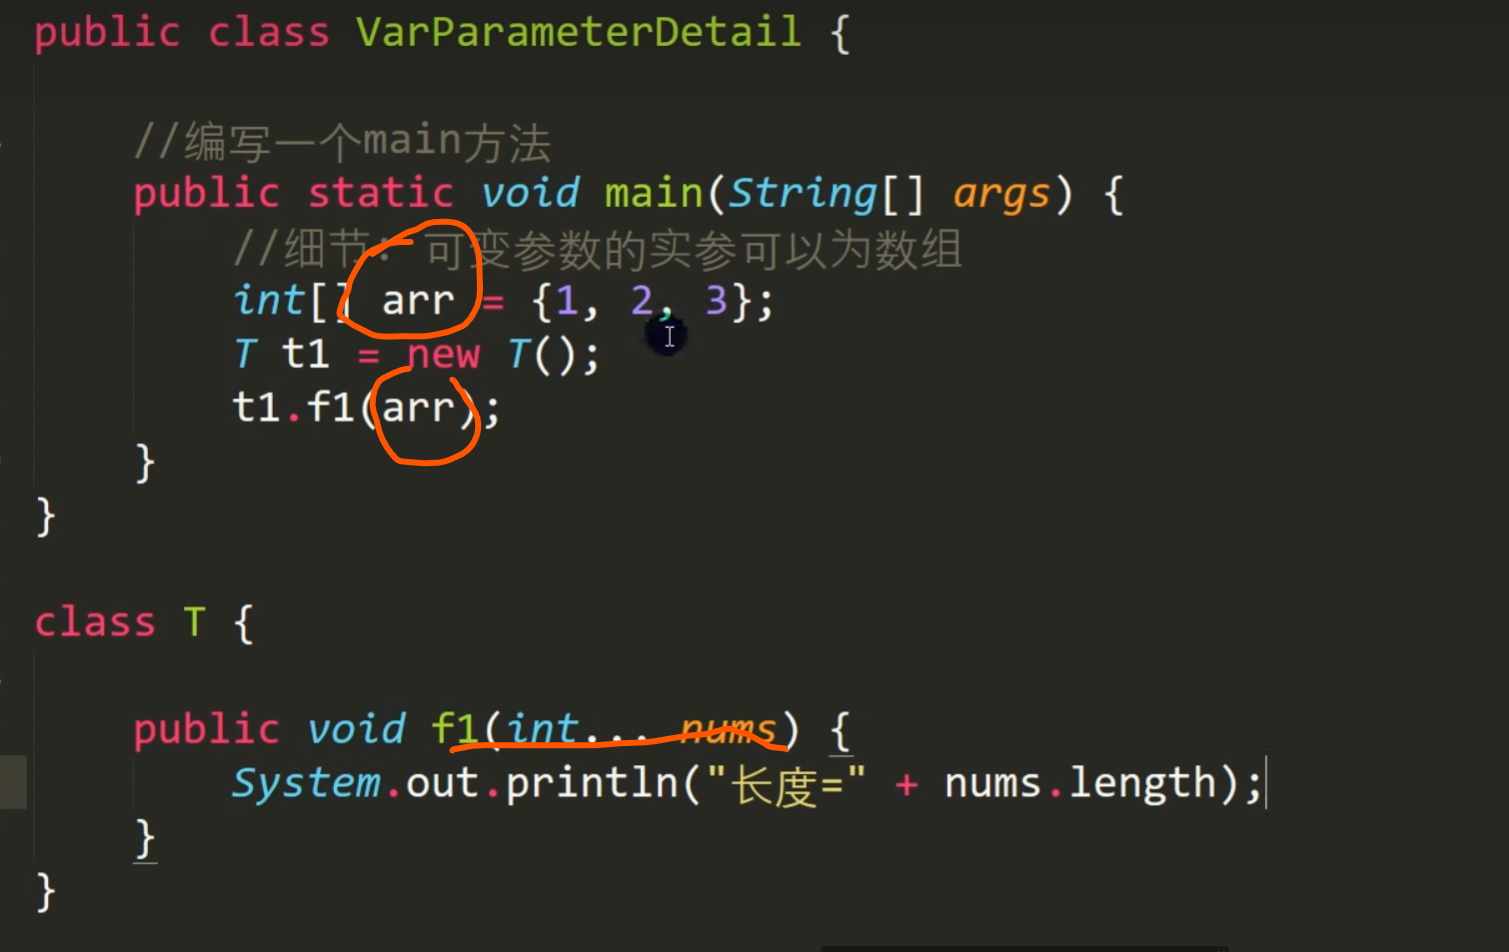 public class VarParameterDetail {
//编写一个main方法
public static void main(String[] args) {
//细节: 可变参数的实参可以为数组
int[] arr = {1, 2, 3};
T t1 = new T();
t1.f1(arr);
}
}
class T {
public void f1(int... nums) {
System.out.println("长度=" + nums.length);
}
}